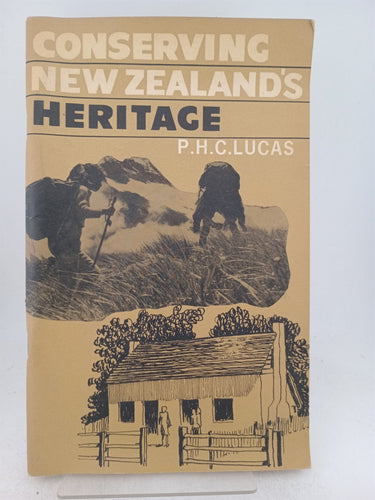 CONSERVING
NEW ZEALAND'S
HERITAGE
P.H.C.LUCAS